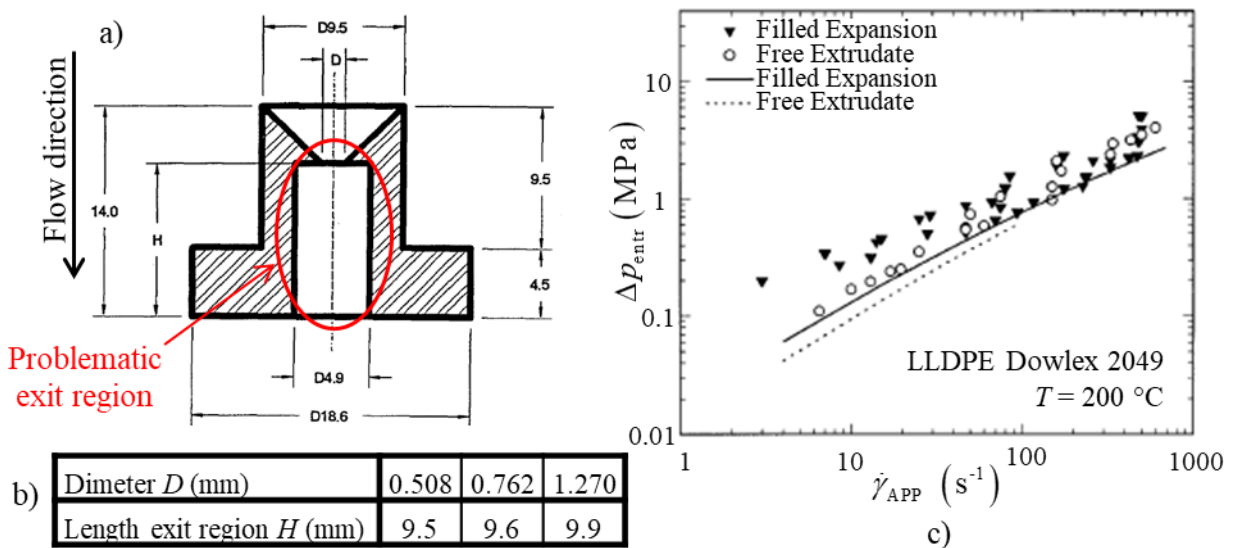 a)
Flow direction
D9.5
D
14.0
H
9.5
4.5
D4.9
D18.6
Problematic
exit region
b)
Dimeter D (mm) 0.508 0.762 1.270
Length exit region H (mm) 9.5 9.6 9.9
Filled Expansion
Free Extrudate
Filled Expansion
Free Extrudate
Δp_entr (MPa)
10
1
0.1
0.01
LLDPE Dowlex 2049
T = 200 °C
1 10 100 1000
γ̇_APP (s⁻¹)
c)